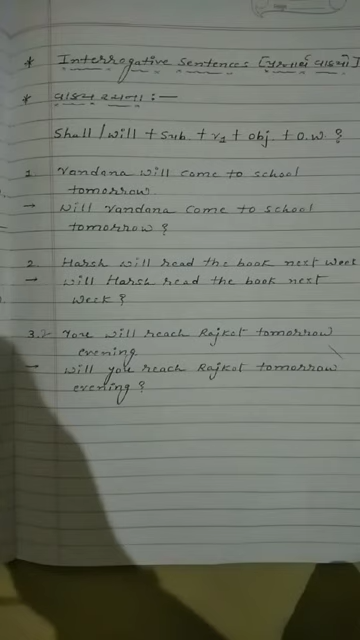 * Interrogative Sentences [પ્રશ્નાર્થ વાક્યો]
* વાક્ય રચના :—
Shall / will + sub. + v1 + obj + o.w. ?
1. Vandana will come to school
tomorrow.
→ Will Vandana come to school
tomorrow ?
2. Harsh will read the book next week
→ will Harsh read the book next
week ?
3. You will reach Rajkot tomorrow
evening
→ will you reach Rajkot tomorrow
evening ?